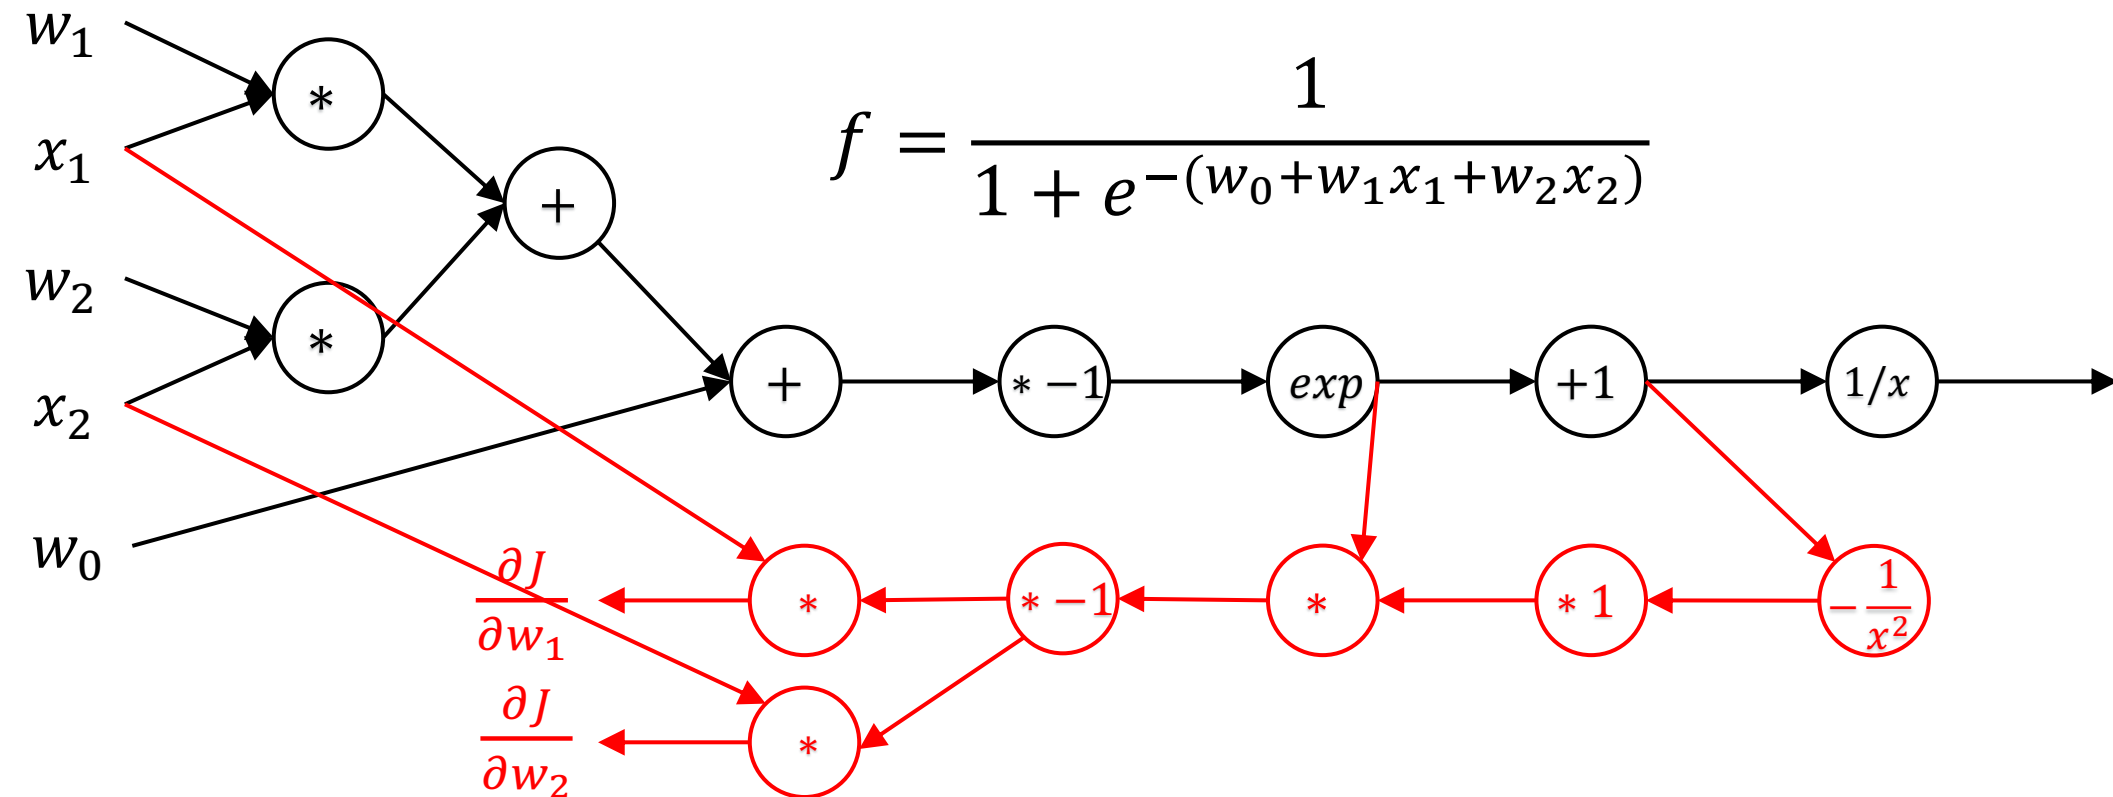 w₁
x₁
w₂
x₂
w₀
*
*
+
f = 1 / (1 + e^−(w₀+w₁x₁+w₂x₂))
+
* −1
exp
+1
1/x
∂J/∂w₁
*
* −1
*
* 1
−1/x²
∂J/∂w₂
*